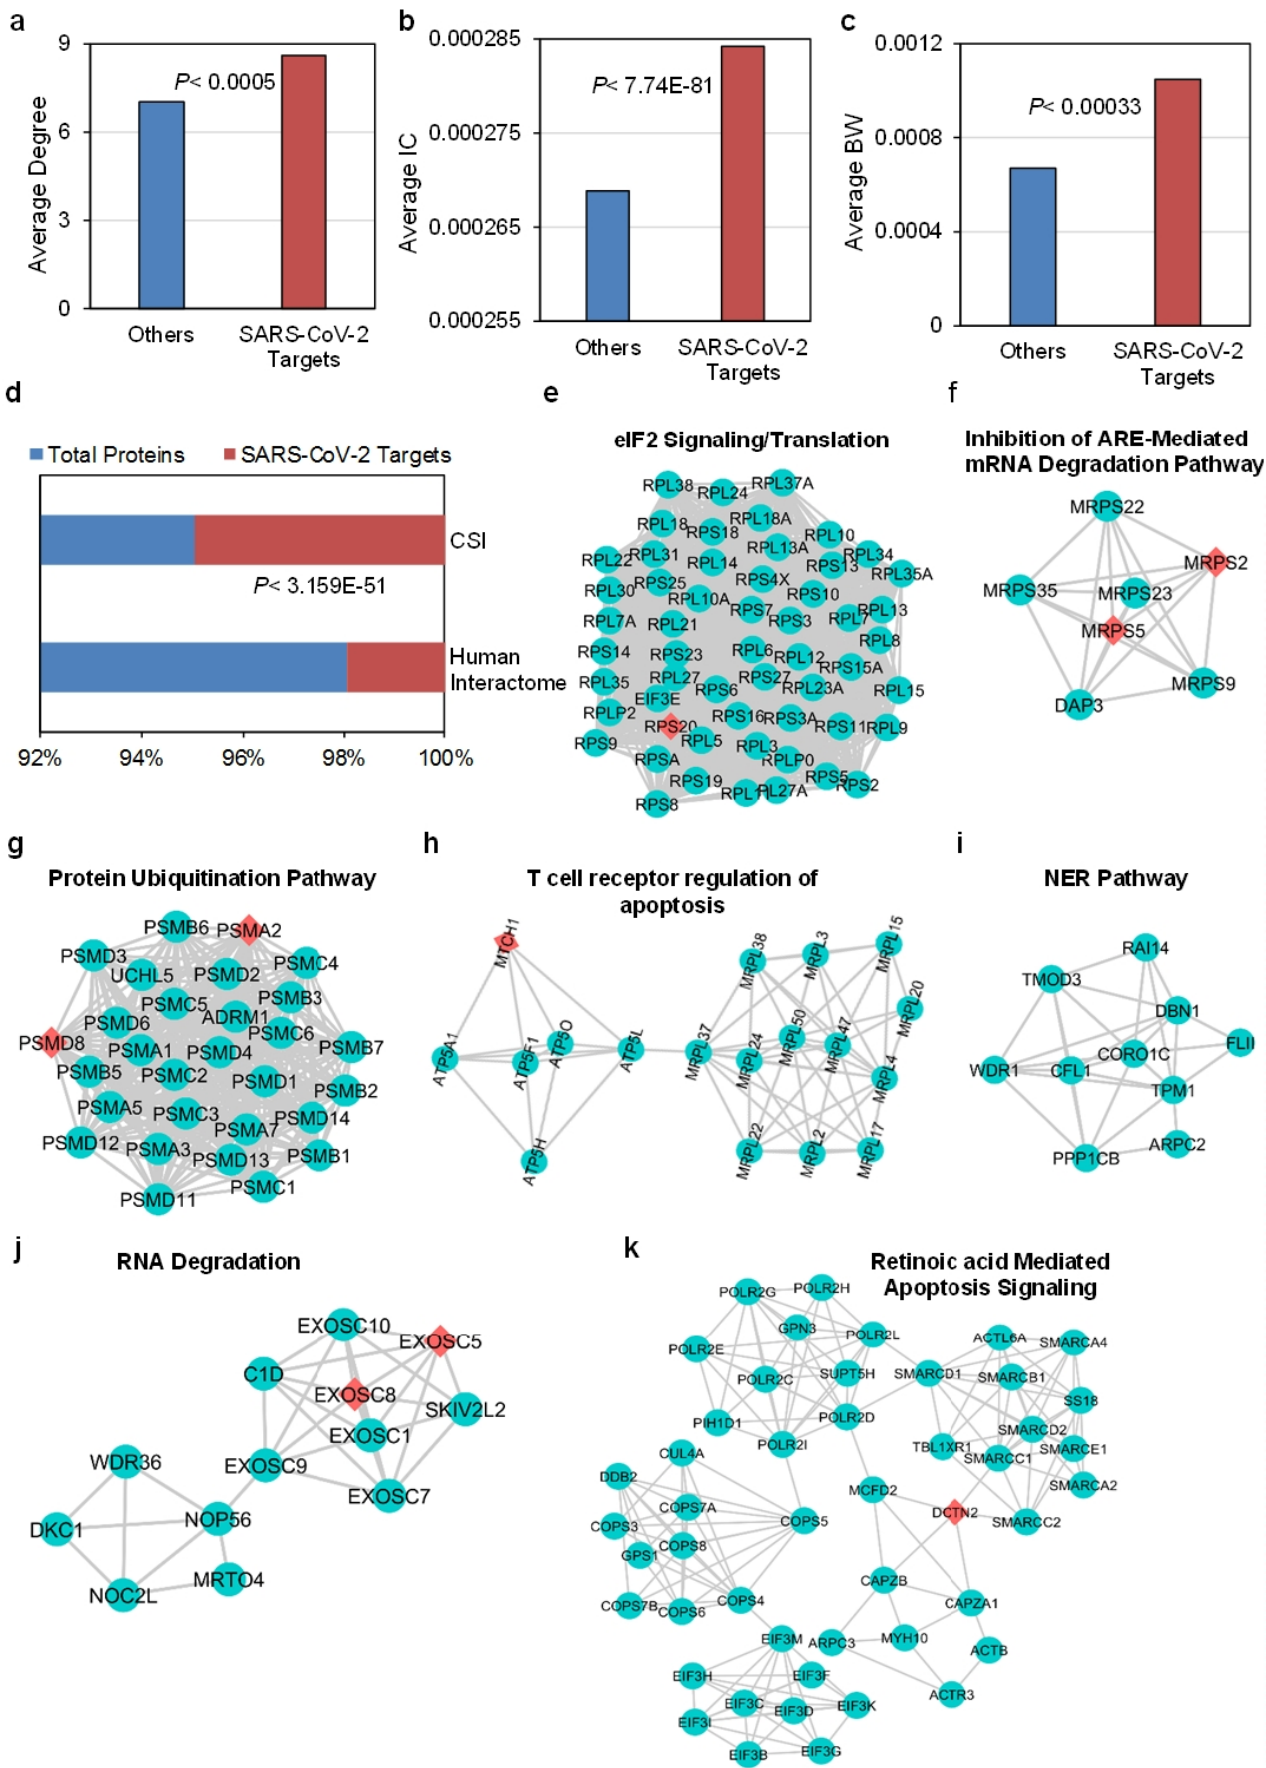 a
9
6
3
0
Average Degree
P< 0.0005
Others
SARS-CoV-2
Targets
b
0.000285
0.000275
0.000265
0.000255
Average IC
P< 7.74E-81
Others
SARS-CoV-2
Targets
c
0.0012
0.0008
0.0004
0
Average BW
P< 0.00033
Others
SARS-CoV-2
Targets
d
Total Proteins
SARS-CoV-2 Targets
CSI
P< 3.159E-51
Human
Interactome
92%
94%
96%
98%
100%
e
eIF2 Signaling/Translation
RPL38
RPL24
RPL37A
RPL18
RPS18
RPL18A
RPL10
RPL22
RPL31
RPL14
RPL13A
RPS13
RPL34
RPL35A
RPL30
RPS25
RPL10A
RPS4X
RPS10
RPL7A
RPL21
RPS7
RPS3
RPL7
RPL13
RPS14
RPS23
RPL6
RPL12
RPS15A
RPL8
RPL35
RPL27
EIF3E
RPS6
RPS27
RPL23A
RPL15
RPLP2
RPS20
RPS16
RPS3A
RPS11
RPL9
RPS9
RPSA
RPL5
RPL3
RPLP0
RPS19
RPL11
RPL27A
RPS5
RPS2
RPS8
f
Inhibition of ARE-Mediated
mRNA Degradation Pathway
MRPS22
MRPS2
MRPS35
MRPS23
MRPS5
MRPS9
DAP3
g
Protein Ubiquitination Pathway
PSMB6
PSMA2
PSMD3
UCHL5
PSMD2
PSMC4
PSMC5
PSMB3
PSMD6
ADRM1
PSMC6
PSMD8
PSMA1
PSMD4
PSMB7
PSMB5
PSMC2
PSMD1
PSMB2
PSMA5
PSMC3
PSMA7
PSMD14
PSMD12
PSMA3
PSMD13
PSMB1
PSMD11
PSMC1
h
T cell receptor regulation of
apoptosis
MTCH1
ATP5A1
ATP5F1
ATP5O
ATP5L
ATP5H
MRPL38
MRPL3
MRPL15
MRPL20
MRPL37
MRPL24
MRPL50
MRPL47
MRPL4
MRPL22
MRPL2
MRPL17
i
NER Pathway
RAI14
TMOD3
DBN1
FLII
CORO1C
WDR1
CFL1
TPM1
ARPC2
PPP1CB
j
RNA Degradation
EXOSC10
EXOSC5
C1D
EXOSC8
SKIV2L2
EXOSC1
WDR36
EXOSC9
EXOSC7
DKC1
NOP56
NOC2L
MRTO4
k
Retinoic acid Mediated
Apoptosis Signaling
POLR2G
POLR2H
GPN3
POLR2L
POLR2E
POLR2C
SUPT5H
PIH1D1
POLR2D
POLR2I
ACTL6A
SMARCA4
SMARCD1
SMARCB1
SS18
SMARCD2
TBL1XR1
SMARCC1
SMARCE1
SMARCA2
SMARCC2
CUL4A
DDB2
COPS7A
COPS5
COPS3
GPS1
COPS8
COPS7B
COPS6
COPS4
MCFD2
DCTN2
CAPZB
CAPZA1
MYH10
ARPC3
ACTB
ACTR3
EIF3M
EIF3H
EIF3F
EIF3C
EIF3D
EIF3K
EIF3I
EIF3B
EIF3G